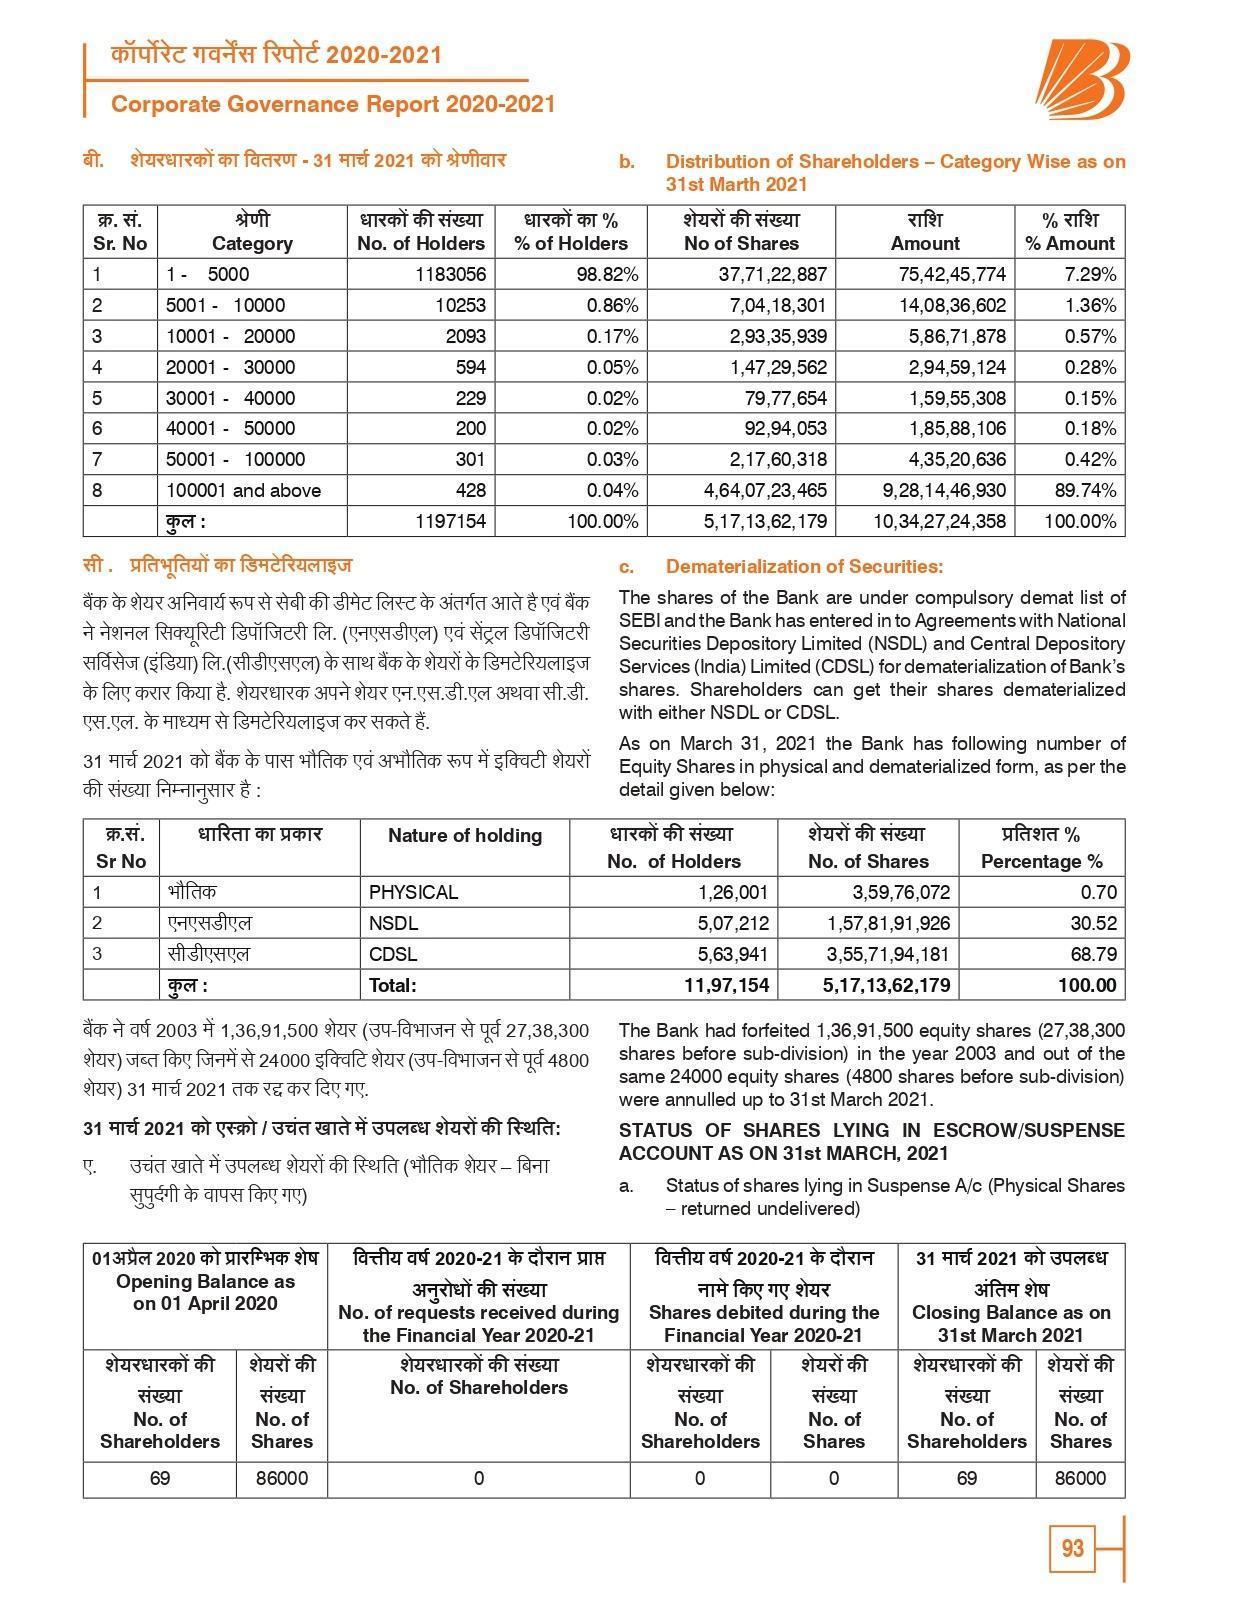 कॉर्पोरेट गवर्नेंस रिपोर्ट 2020-2021
Corporate Governance Report 2020-2021
बी. शेयरधारकों का वितरण - 31 मार्च 2021 को श्रेणीवार
b. Distribution of Shareholders – Category Wise as on
31st Marth 2021
क्र. सं. श्रेणी धारकों की संख्या धारकों का % शेयरों की संख्या राशि % राशि
Sr. No Category No. of Holders % of Holders No of Shares Amount % Amount
1 1 - 5000 1183056 98.82% 37,71,22,887 75,42,45,774 7.29%
2 5001 - 10000 10253 0.86% 7,04,18,301 14,08,36,602 1.36%
3 10001 - 20000 2093 0.17% 2,93,35,939 5,86,71,878 0.57%
4 20001 - 30000 594 0.05% 1,47,29,562 2,94,59,124 0.28%
5 30001 - 40000 229 0.02% 79,77,654 1,59,55,308 0.15%
6 40001 - 50000 200 0.02% 92,94,053 1,85,88,106 0.18%
7 50001 - 100000 301 0.03% 2,17,60,318 4,35,20,636 0.42%
8 100001 and above 428 0.04% 4,64,07,23,465 9,28,14,46,930 89.74%
कुल : 1197154 100.00% 5,17,13,62,179 10,34,27,24,358 100.00%
सी . प्रतिभूतियों का डिमटेरियलाइज
बैंक के शेयर अनिवार्य रूप से सेबी की डीमेट लिस्ट के अंतर्गत आते है एवं बैंक
ने नेशनल सिक्यूरिटी डिपॉजिटरी लि. (एनएसडीएल) एवं सेंट्रल डिपॉजिटरी
सर्विसेज (इंडिया) लि.(सीडीएसएल) के साथ बैंक के शेयरों के डिमटेरियलाइज
के लिए करार किया है. शेयरधारक अपने शेयर एन.एस.डी.एल अथवा सी.डी.
एस.एल. के माध्यम से डिमटेरियलाइज कर सकते हैं.
31 मार्च 2021 को बैंक के पास भौतिक एवं अभौतिक रूप में इक्विटी शेयरों
की संख्या निम्नानुसार है :
c. Dematerialization of Securities:
The shares of the Bank are under compulsory demat list of
SEBI and the Bank has entered in to Agreements with National
Securities Depository Limited (NSDL) and Central Depository
Services (India) Limited (CDSL) for dematerialization of Bank's
shares. Shareholders can get their shares dematerialized
with either NSDL or CDSL.
As on March 31, 2021 the Bank has following number of
Equity Shares in physical and dematerialized form, as per the
detail given below:
क्र.सं. धारिता का प्रकार Nature of holding धारकों की संख्या शेयरों की संख्या प्रतिशत %
Sr No No. of Holders No. of Shares Percentage %
1 भौतिक PHYSICAL 1,26,001 3,59,76,072 0.70
2 एनएसडीएल NSDL 5,07,212 1,57,81,91,926 30.52
3 सीडीएसएल CDSL 5,63,941 3,55,71,94,181 68.79
कुल : Total: 11,97,154 5,17,13,62,179 100.00
बैंक ने वर्ष 2003 में 1,36,91,500 शेयर (उप-विभाजन से पूर्व 27,38,300
शेयर) जब्त किए जिनमें से 24000 इक्विटि शेयर (उप-विभाजन से पूर्व 4800
शेयर) 31 मार्च 2021 तक रद्द कर दिए गए.
31 मार्च 2021 को एस्क्रो / उचंत खाते में उपलब्ध शेयरों की स्थिति:
ए. उचंत खाते में उपलब्ध शेयरों की स्थिति (भौतिक शेयर – बिना
सुपुर्दगी के वापस किए गए)
The Bank had forfeited 1,36,91,500 equity shares (27,38,300
shares before sub-division) in the year 2003 and out of the
same 24000 equity shares (4800 shares before sub-division)
were annulled up to 31st March 2021.
STATUS OF SHARES LYING IN ESCROW/SUSPENSE
ACCOUNT AS ON 31st MARCH, 2021
a. Status of shares lying in Suspense A/c (Physical Shares
– returned undelivered)
01अप्रैल 2020 को प्रारम्भिक शेष वित्तीय वर्ष 2020-21 के दौरान प्राप्त वित्तीय वर्ष 2020-21 के दौरान 31 मार्च 2021 को उपलब्ध
Opening Balance as अनुरोधों की संख्या नामे किए गए शेयर अंतिम शेष
on 01 April 2020 No. of requests received during Shares debited during the Closing Balance as on
the Financial Year 2020-21 Financial Year 2020-21 31st March 2021
शेयरधारकों की शेयरों की शेयरधारकों की संख्या शेयरधारकों की शेयरों की शेयरधारकों की शेयरों की
संख्या संख्या No. of Shareholders संख्या संख्या संख्या संख्या
No. of No. of No. of No. of No. of No. of
Shareholders Shares Shareholders Shares Shareholders Shares
69 86000 0 0 0 69 86000
93